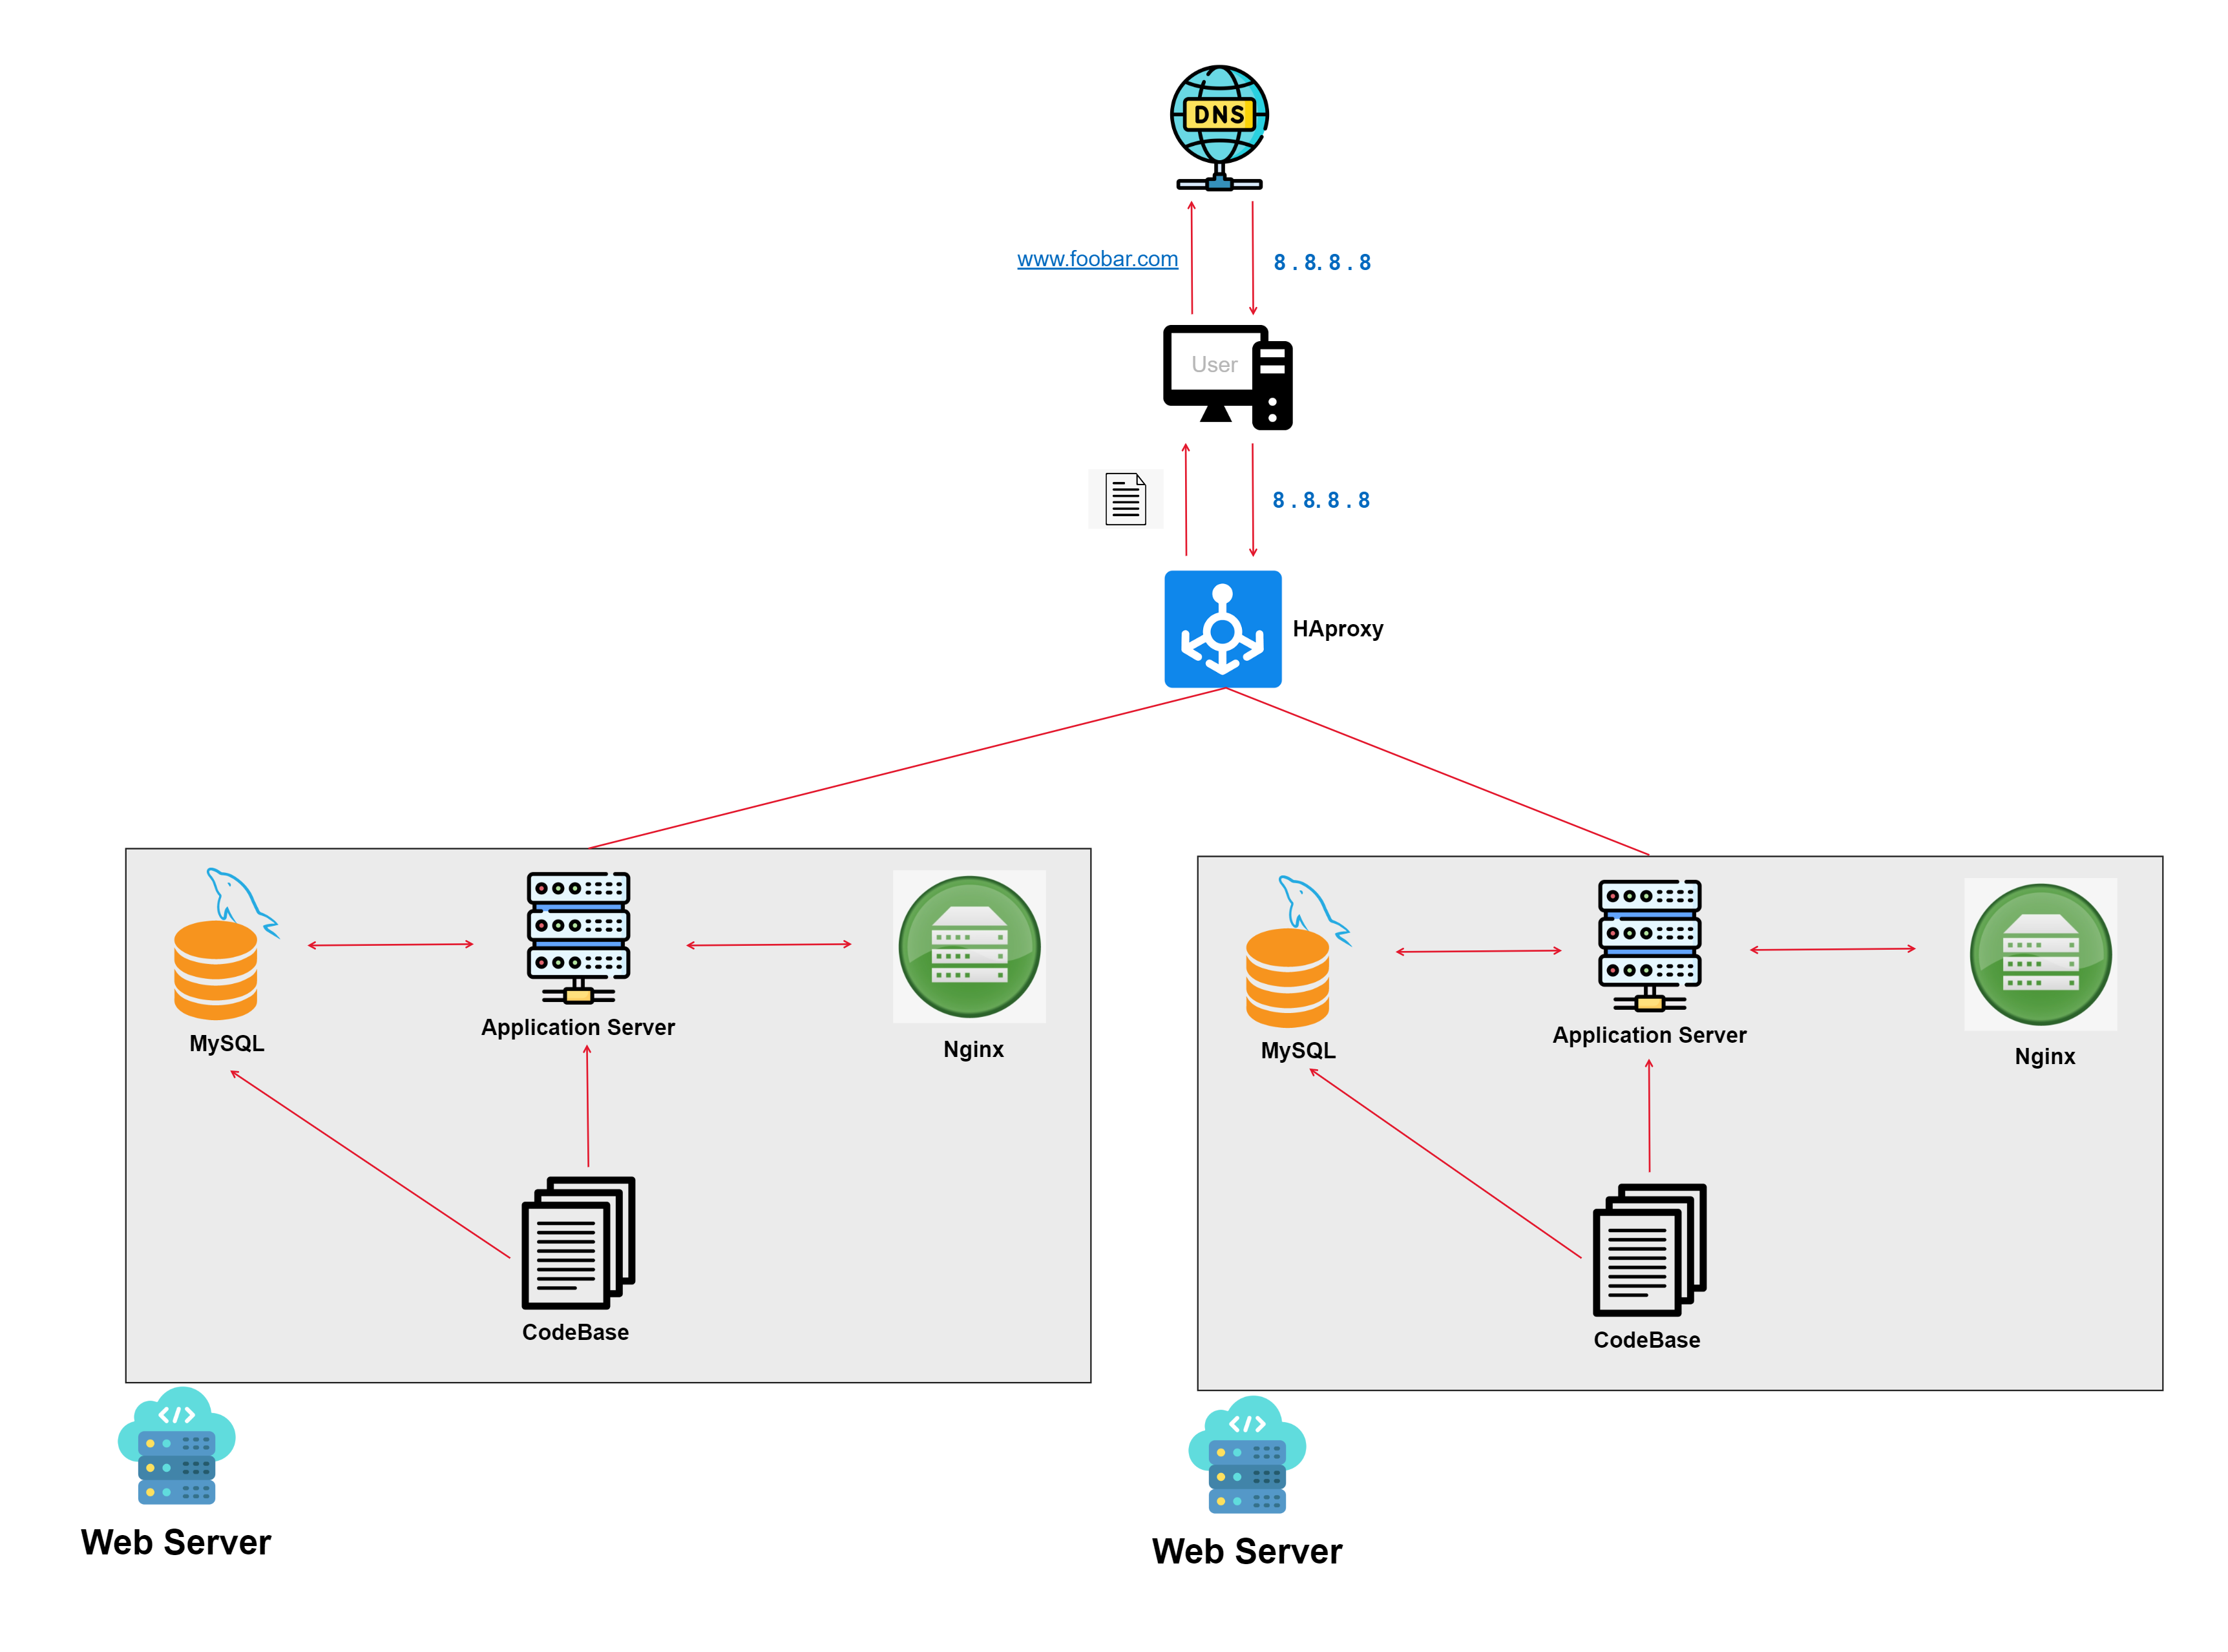 DNS
www.foobar.com
8.8.8.8
User
8.8.8.8
HAproxy
MySQL
Application Server
Nginx
CodeBase
Web Server
MySQL
Application Server
Nginx
CodeBase
Web Server